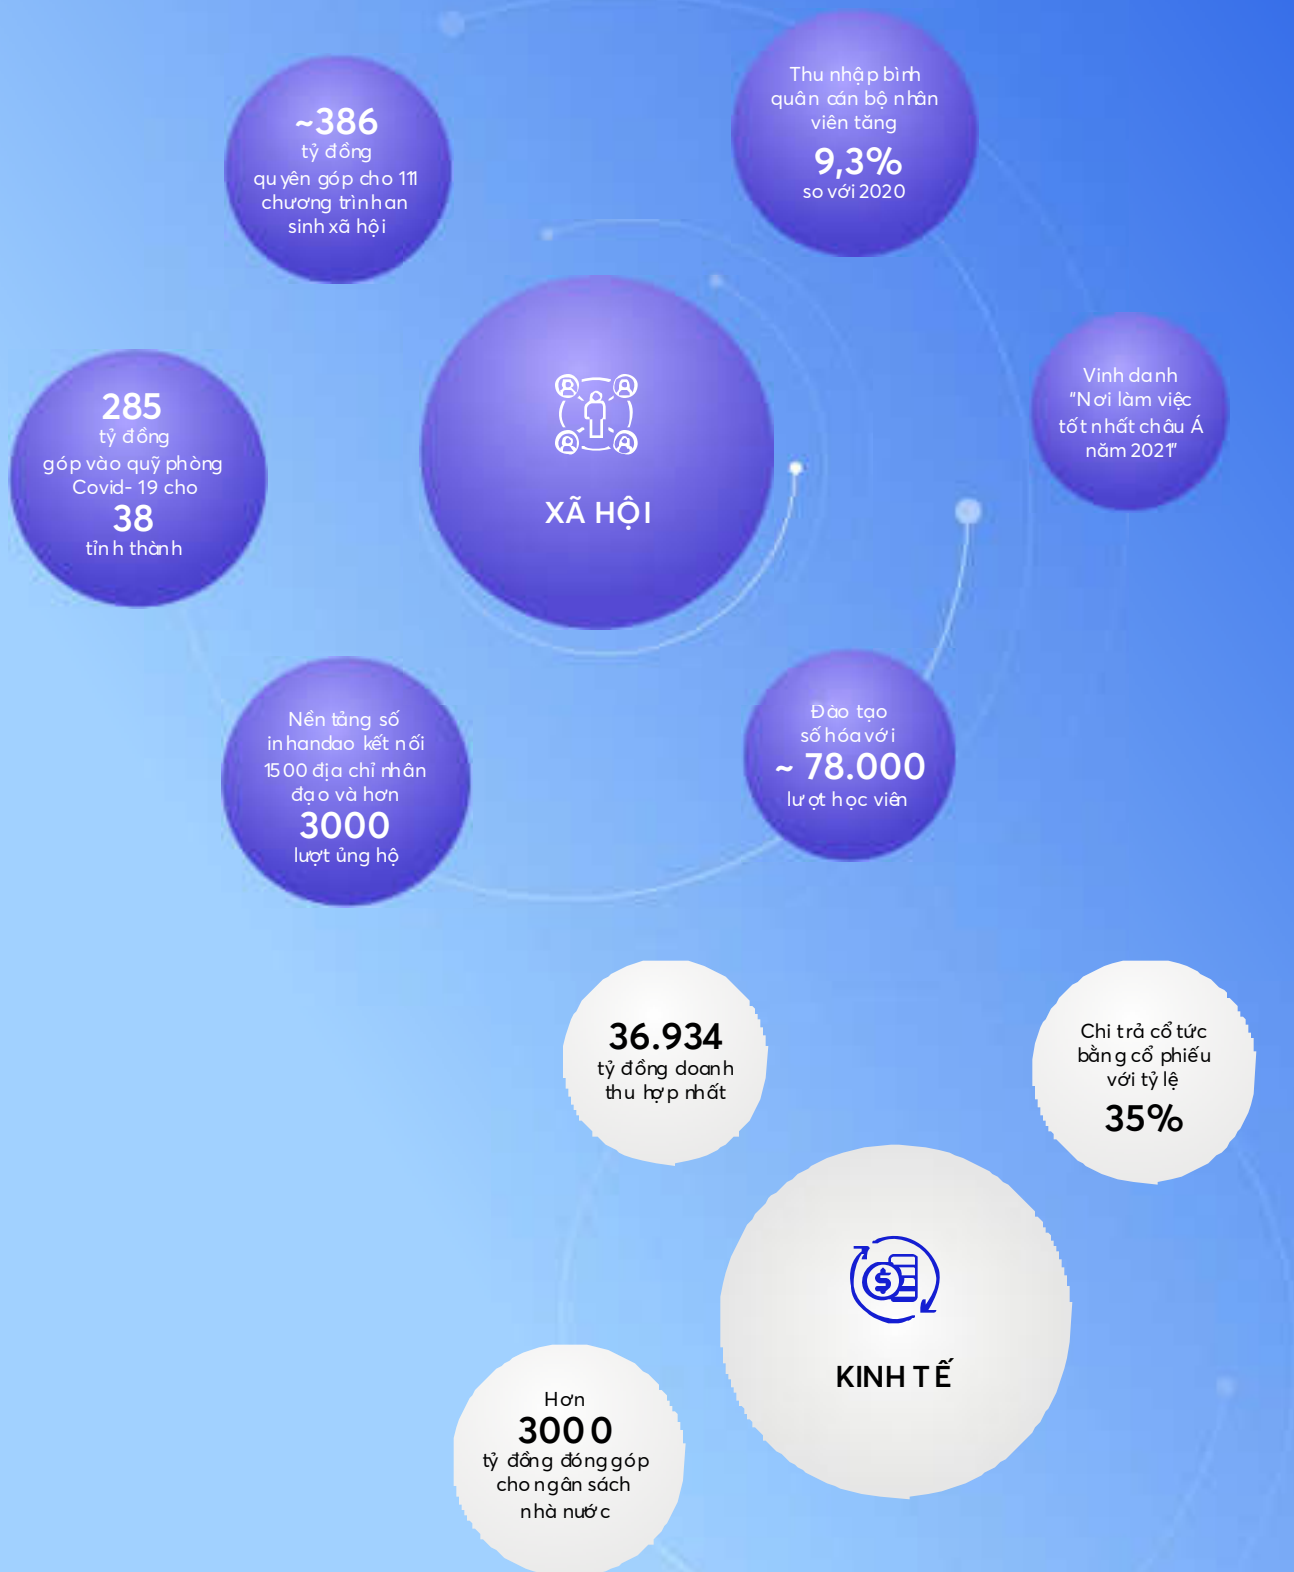 ~386
tỷ đồng
quyên góp cho 111
chương trình an
sinh xã hội
Thu nhập bình
quân cán bộ nhân
viên tăng
9,3%
so với 2020
Vinh danh
“Nơi làm việc
tốt nhất châu Á
năm 2021”
285
tỷ đồng
góp vào quỹ phòng
Covid- 19 cho
38
tỉnh thành
XÃ HỘI
Nền tảng số
inhandao kết nối
1500 địa chỉ nhân
đạo và hơn
3000
lượt ủng hộ
Đào tạo
số hóa với
~ 78.000
lượt học viên
36.934
tỷ đồng doanh
thu hợp nhất
Chi trả cổ tức
bằng cổ phiếu
với tỷ lệ
35%
KINH TẾ
Hơn
3000
tỷ đồng đóng góp
cho ngân sách
nhà nước